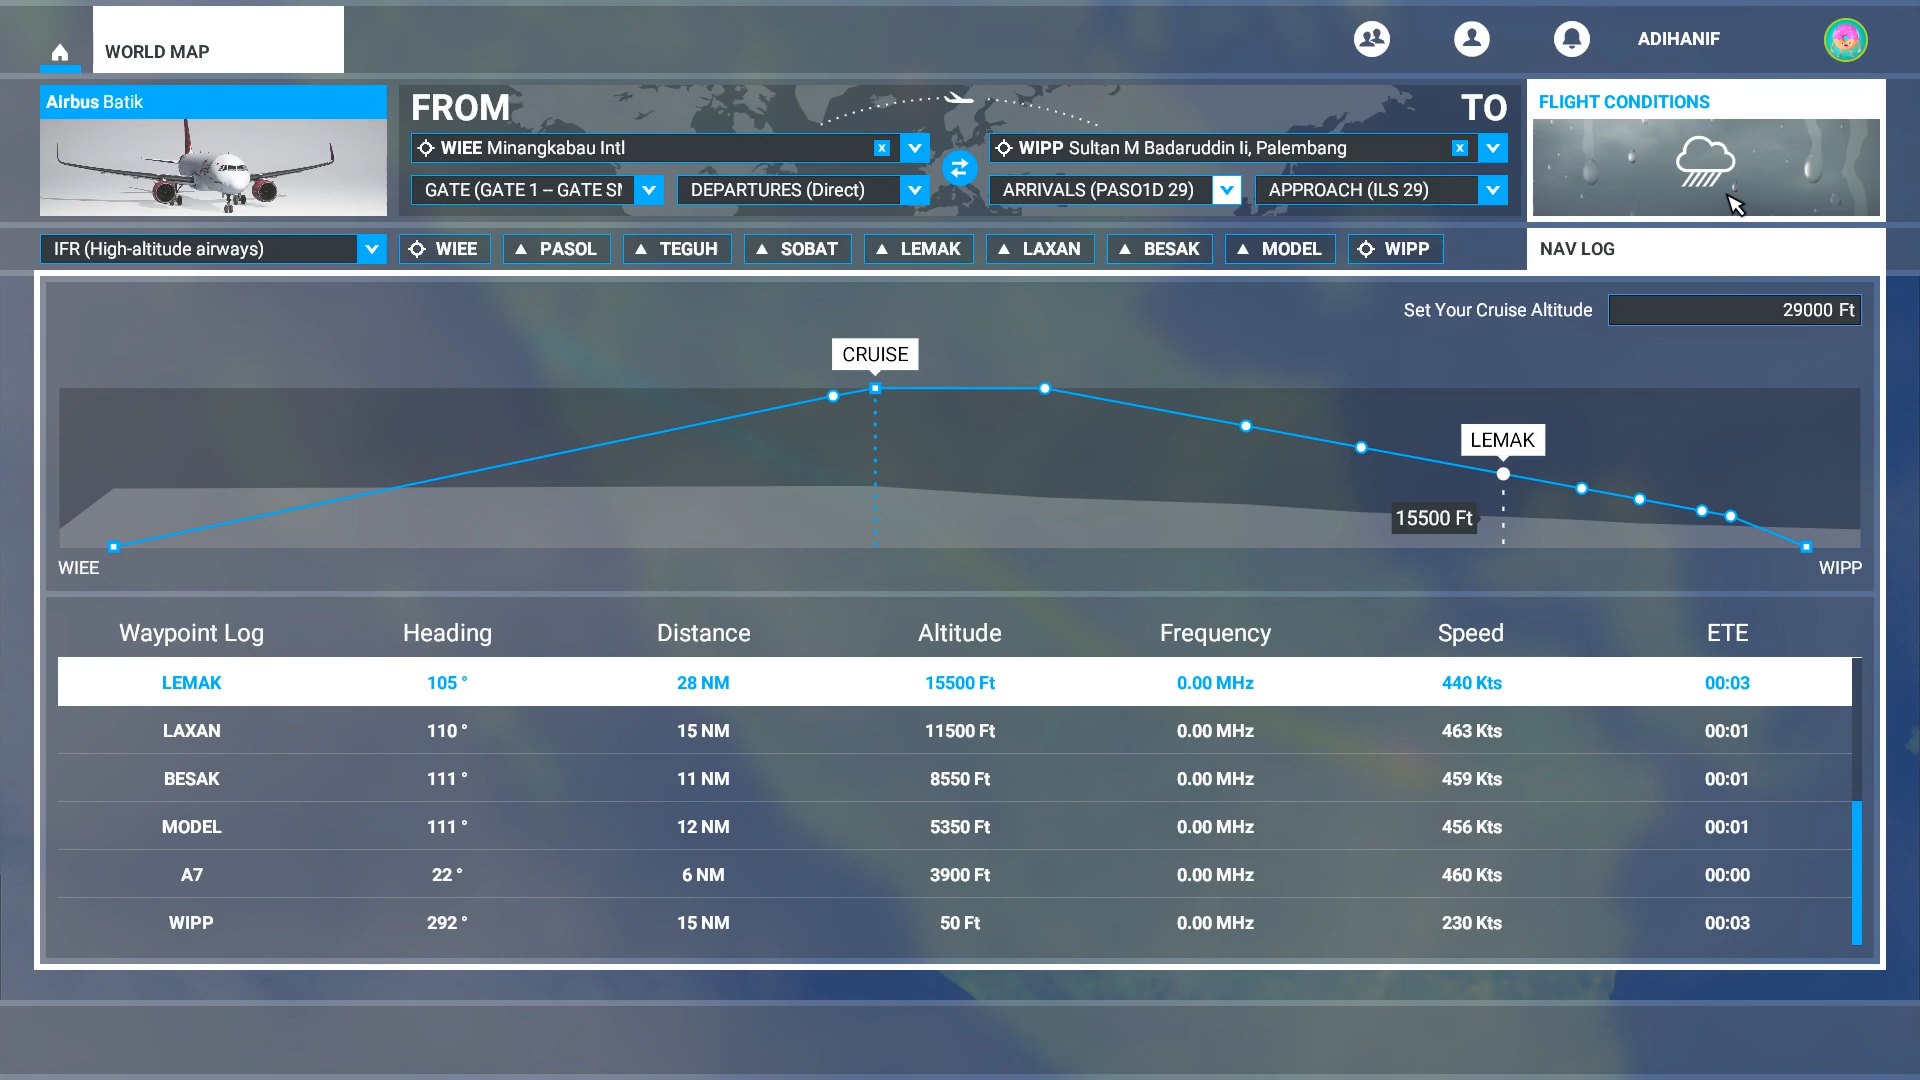 WORLD MAP
ADIHANIF
Airbus Batik
FROM
TO
FLIGHT CONDITIONS
WIEE Minangkabau Intl
x
WIPP Sultan M Badaruddin Ii, Palembang
x
GATE (GATE 1 – GATE SM
DEPARTURES (Direct)
ARRIVALS (PASO1D 29)
APPROACH (ILS 29)
IFR (High-altitude airways)
WIEE
PASOL
TEGUH
SOBAT
LEMAK
LAXAN
BESAK
MODEL
WIPP
NAV LOG
Set Your Cruise Altitude
29000 Ft
CRUISE
LEMAK
15500 Ft
WIEE
WIPP
Waypoint Log Heading Distance Altitude Frequency Speed ETE
LEMAK 105 ° 28 NM 15500 Ft 0.00 MHz 440 Kts 00:03
LAXAN 110 ° 15 NM 11500 Ft 0.00 MHz 463 Kts 00:01
BESAK 111 ° 11 NM 8550 Ft 0.00 MHz 459 Kts 00:01
MODEL 111 ° 12 NM 5350 Ft 0.00 MHz 456 Kts 00:01
A7 22 ° 6 NM 3900 Ft 0.00 MHz 460 Kts 00:00
WIPP 292 ° 15 NM 50 Ft 0.00 MHz 230 Kts 00:03